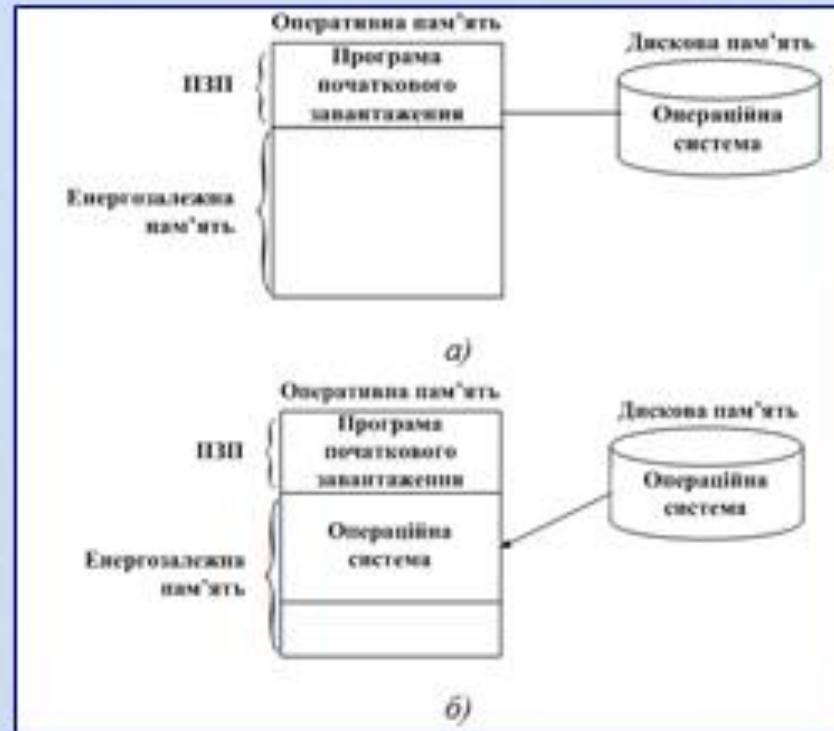 Оперативна пам’ять
Дискова пам’ять
ПЗП
Програма
початкового
завантаження
Операційна
система
Енергозалежна
пам’ять
а)
Оперативна пам’ять
Дискова пам’ять
ПЗП
Програма
початкового
завантаження
Операційна
система
Енергозалежна
пам’ять
Операційна
система
б)